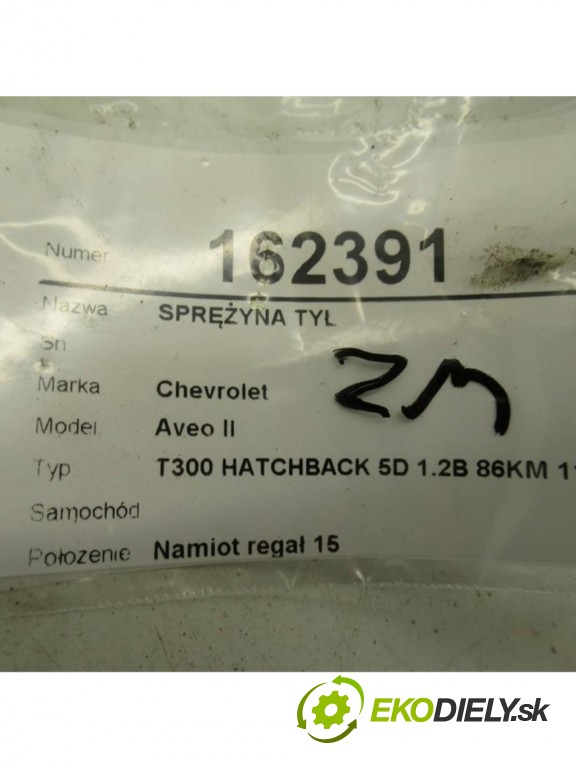 Numer 162391
Nazwa SPRĘŻYNA TYŁ
Sn
Marka Chevrolet
Model Aveo II
Typ T300 HATCHBACK 5D 1.2B 86KM 11
Samochód
Położenie Namiot regał 15
EKODIELY.sk